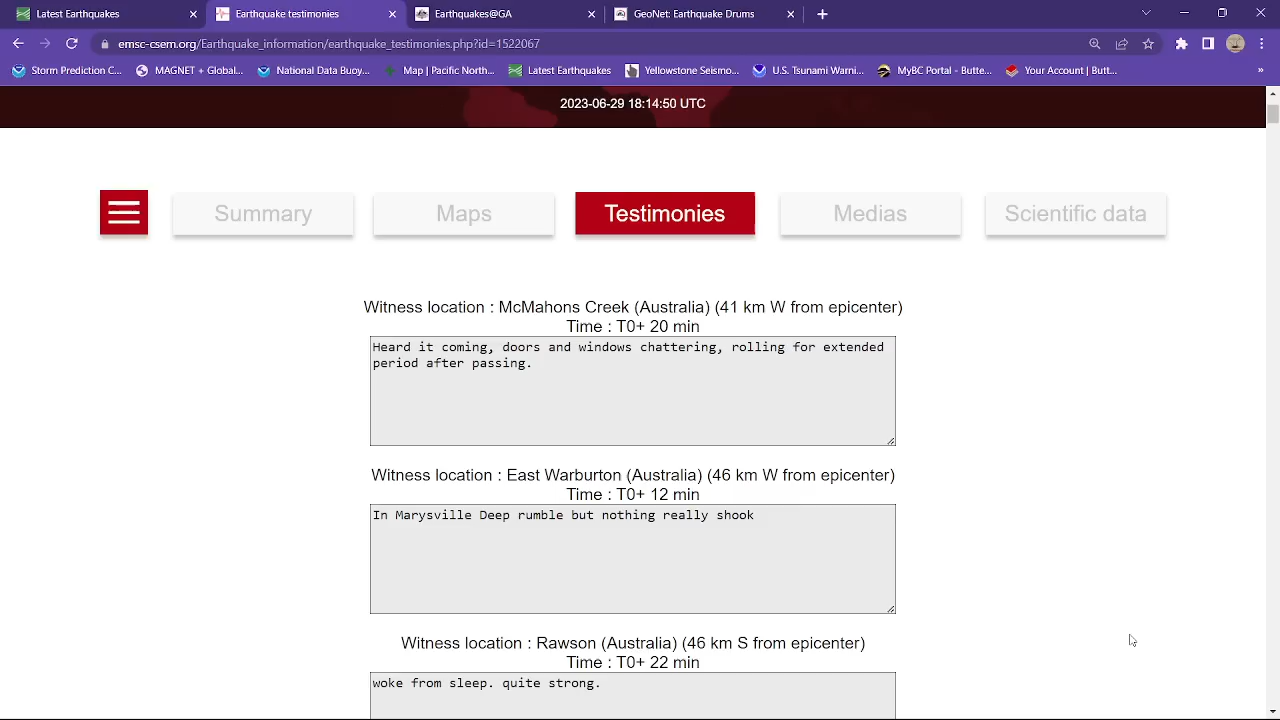 Latest Earthquakes
Earthquake testimonies
Earthquakes@GA
GeoNet: Earthquake Drums
emsc-csem.org/Earthquake_information/earthquake_testimonies.php?id=1522067
Storm Prediction C...
MAGNET + Global...
National Data Buoy...
Map | Pacific North...
Latest Earthquakes
Yellowstone Seismo...
U.S. Tsunami Warni...
MyBC Portal - Butte...
Your Account | Butt...
»
2023-06-29 18:14:50 UTC
Summary
Maps
Testimonies
Medias
Scientific data
Witness location : McMahons Creek (Australia) (41 km W from epicenter)
Time : T0+ 20 min
Heard it coming, doors and windows chattering, rolling for extended
period after passing.
Witness location : East Warburton (Australia) (46 km W from epicenter)
Time : T0+ 12 min
In Marysville Deep rumble but nothing really shook
Witness location : Rawson (Australia) (46 km S from epicenter)
Time : T0+ 22 min
woke from sleep. quite strong.